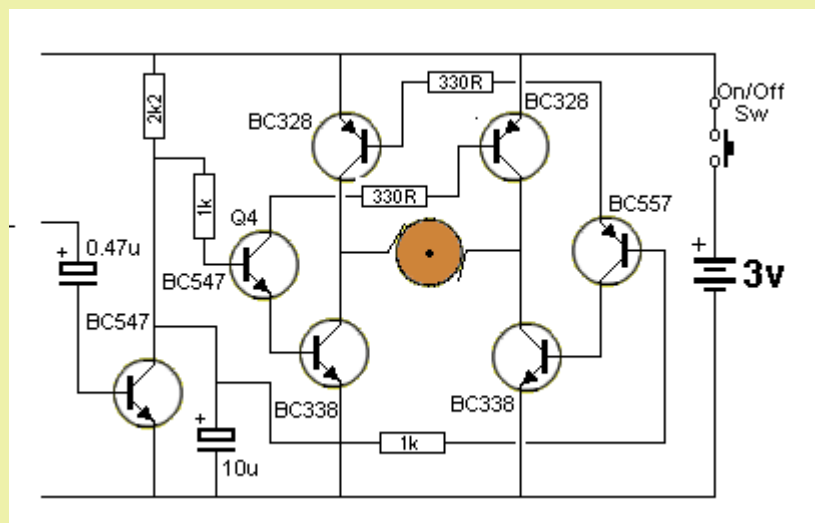 330R
On/Off
Sw
BC328
BC328
2k2
330R
BC557
1k
Q4
+
0.47u
BC547
+
3v
BC547
BC338
BC338
+
10u
1k